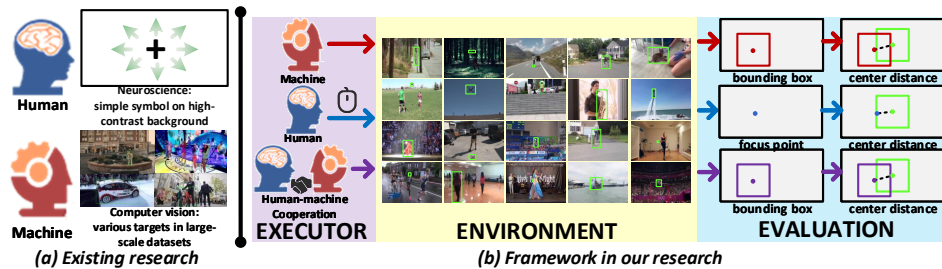 Human
Neuroscience:
simple symbol on high-
contrast background
Machine
Computer vision:
various targets in large-
scale datasets
(a) Existing research
Machine
Human
Human-machine
Cooperation
EXECUTOR
ENVIRONMENT
bounding box
center distance
focus point
center distance
bounding box
center distance
EVALUATION
(b) Framework in our research